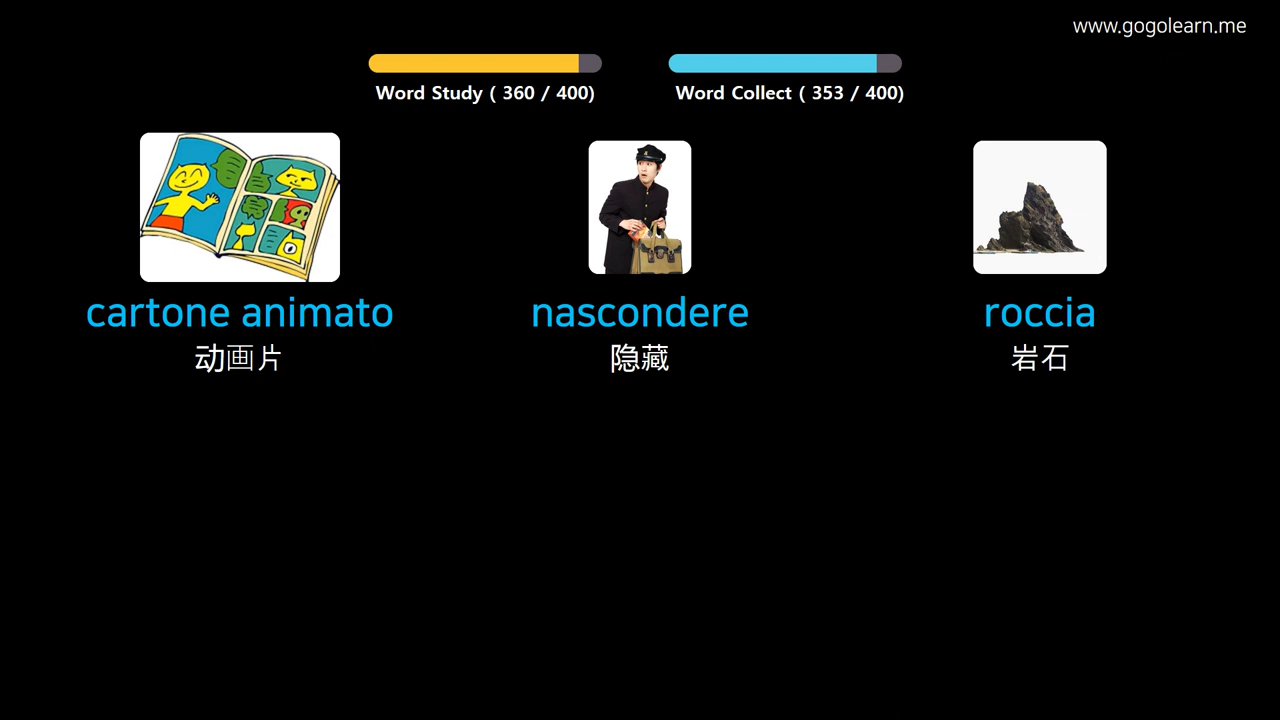 www.gogolearn.me
Word Study ( 360 / 400)
Word Collect ( 353 / 400)
cartone animato
动画片
nascondere
隐藏
roccia
岩石